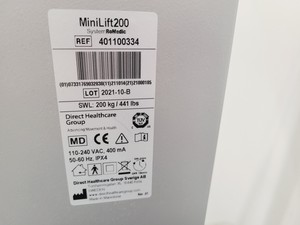 MiniLift200
System RoMedic
REF 401100334
LOT 2021-10-B
SWL: 200 kg / 441 lbs
Direct Healthcare
Group
MD CE
110-240 VAC, 400 mA
50-60 Hz, IPX4
Direct Healthcare Group Sverige AB